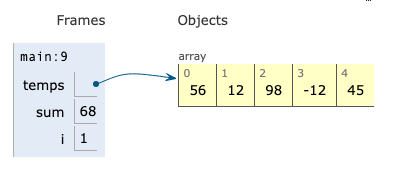 Frames Objects
main:9
array
temps
0 1 2 3 4
56 12 98 -12 45
sum 68
i 1